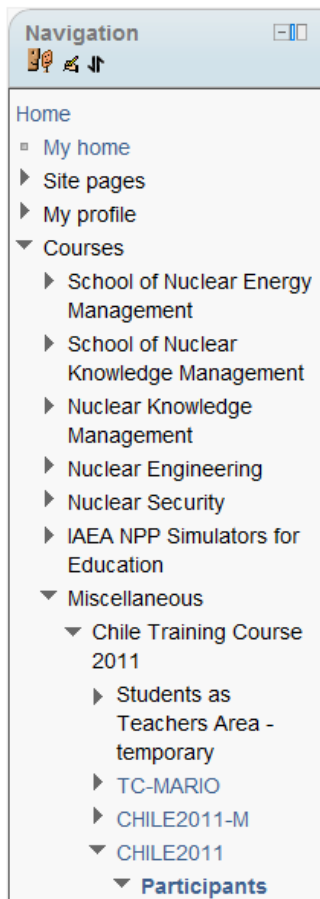 Navigation
Home
My home
Site pages
My profile
Courses
School of Nuclear Energy
Management
School of Nuclear
Knowledge Management
Nuclear Knowledge
Management
Nuclear Engineering
Nuclear Security
IAEA NPP Simulators for
Education
Miscellaneous
Chile Training Course
2011
Students as
Teachers Area -
temporary
TC-MARIO
CHILE2011-M
CHILE2011
Participants